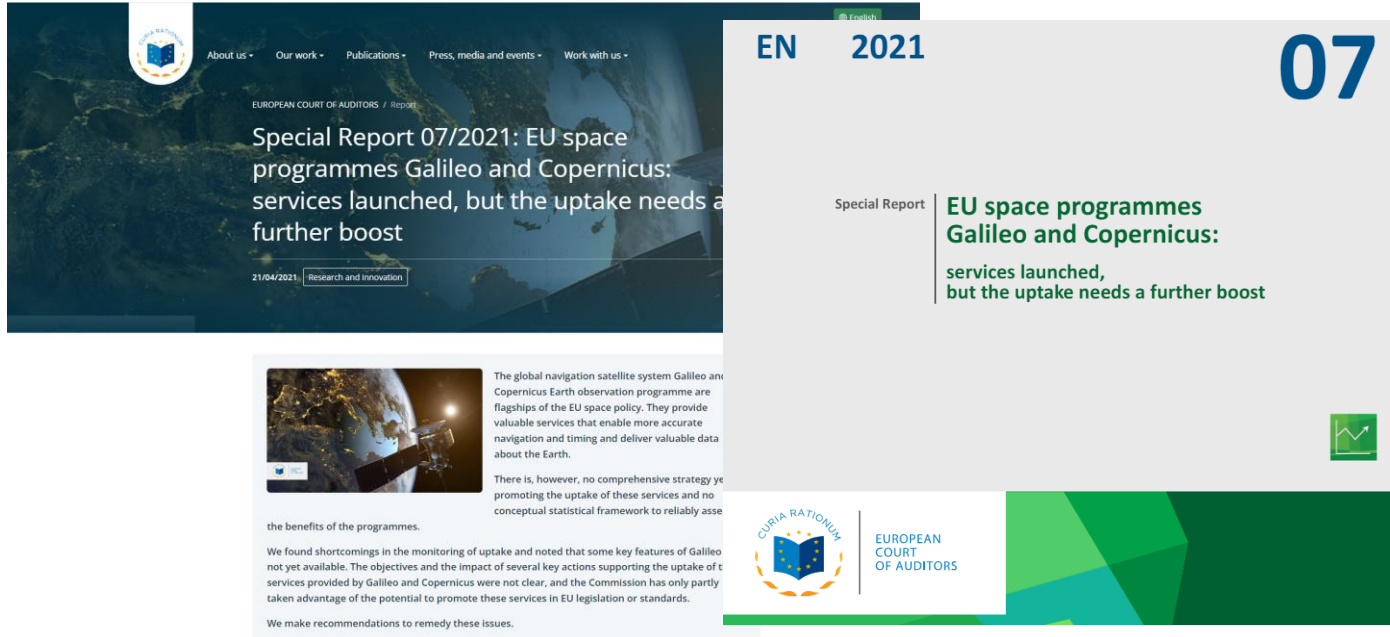 English
About us
Our work
Publications
Press, media and events
Work with us
EUROPEAN COURT OF AUDITORS / Report
Special Report 07/2021: EU space
programmes Galileo and Copernicus:
services launched, but the uptake needs a
further boost
21/04/2021 Research and innovation
The global navigation satellite system Galileo and
Copernicus Earth observation programme are
flagships of the EU space policy. They provide
valuable services that enable more accurate
navigation and timing and deliver valuable data
about the Earth.
There is, however, no comprehensive strategy
promoting the uptake of these services and no
conceptual statistical framework to reliably
the benefits of the programmes.
We found shortcomings in the monitoring of uptake and noted that some key features of Galileo
not yet available. The objectives and the impact of several key actions supporting the uptake of
services provided by Galileo and Copernicus were not clear, and the Commission has only partly
taken advantage of the potential to promote these services in EU legislation or standards.
We make recommendations to remedy these issues.
EN 2021
07
Special Report
EU space programmes
Galileo and Copernicus:
services launched,
but the uptake needs a further boost
CURIA RATIONUM
EUROPEAN
COURT
OF AUDITORS